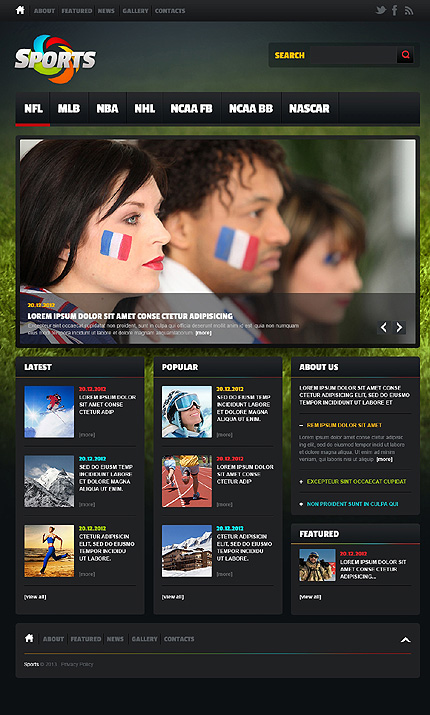 ABOUT FEATURED NEWS GALLERY CONTACTS
SPORTS
SEARCH
NFL MLB NBA NHL NCAA FB NCAA BB NASCAR
20.12.2012
LOREM IPSUM DOLOR SIT AMET CONSE CTETUR ADIPISICING
Excepteur sint occaecat cupidatat non proident, sunt in culpa qui officia deserunt mollit anim id est, quia non numquam
eius modi tempora incidunt ut labore et dolore magnam aliquam quaerat voluptatem. [more]
LATEST
20.12.2012
LOREM IPSUM DOLOR
SIT AMET CONSE
CTETUR ADIP
[more]
20.12.2012
SED DO EIUSM TEMP
INCIDIDUNT LABORE
ET DOLORE MAGNA
ALIQUA UT ENIM.
[more]
20.12.2012
CTETUR ADIPISICIN
ELIT, SED DO EIUSMO
TEMPOR INCIDIDU
UT LABORE.
[more]
[view all]
POPULAR
20.12.2012
SED DO EIUSM TEMP
INCIDIDUNT LABORE
ET DOLORE MAGNA
ALIQUA UT ENIM.
[more]
20.12.2012
LOREM IPSUM DOLOR
SIT AMET CONSE
CTETUR ADIP
[more]
20.12.2012
CTETUR ADIPISICIN
ELIT, SED DO EIUSMO
TEMPOR INCIDIDU
UT LABORE.
[more]
[view all]
ABOUT US
LOREM IPSUM DOLOR SIT AMET CONSE
CTETUR ADIPISICING ELIT, SED DO EIUSMO
TEMPOR INCIDIDUNT UT LABORE ET
REM IPSUM DOLOR SIT AMET
Lorem ipsum dolor amet conse ctetur adipisic
ing elit, sed do eiusmod tempor incidid ut labore
et dolore magna aliqua. Ut enim ad minim
veniam, qui laboris nisi ut aliquip. [more]
EXCEPTEUR SINT OCCAECAT CUPIDAT
NON PROIDENT SUNT IN CULPA QUI
FEATURED
20.12.2012
LOREM IPSUM DOLOR SIT
AMET CONSE CTETUR
ADIPISICING...
[view all]
ABOUT FEATURED NEWS GALLERY CONTACTS
Sports © 2013. Privacy Policy